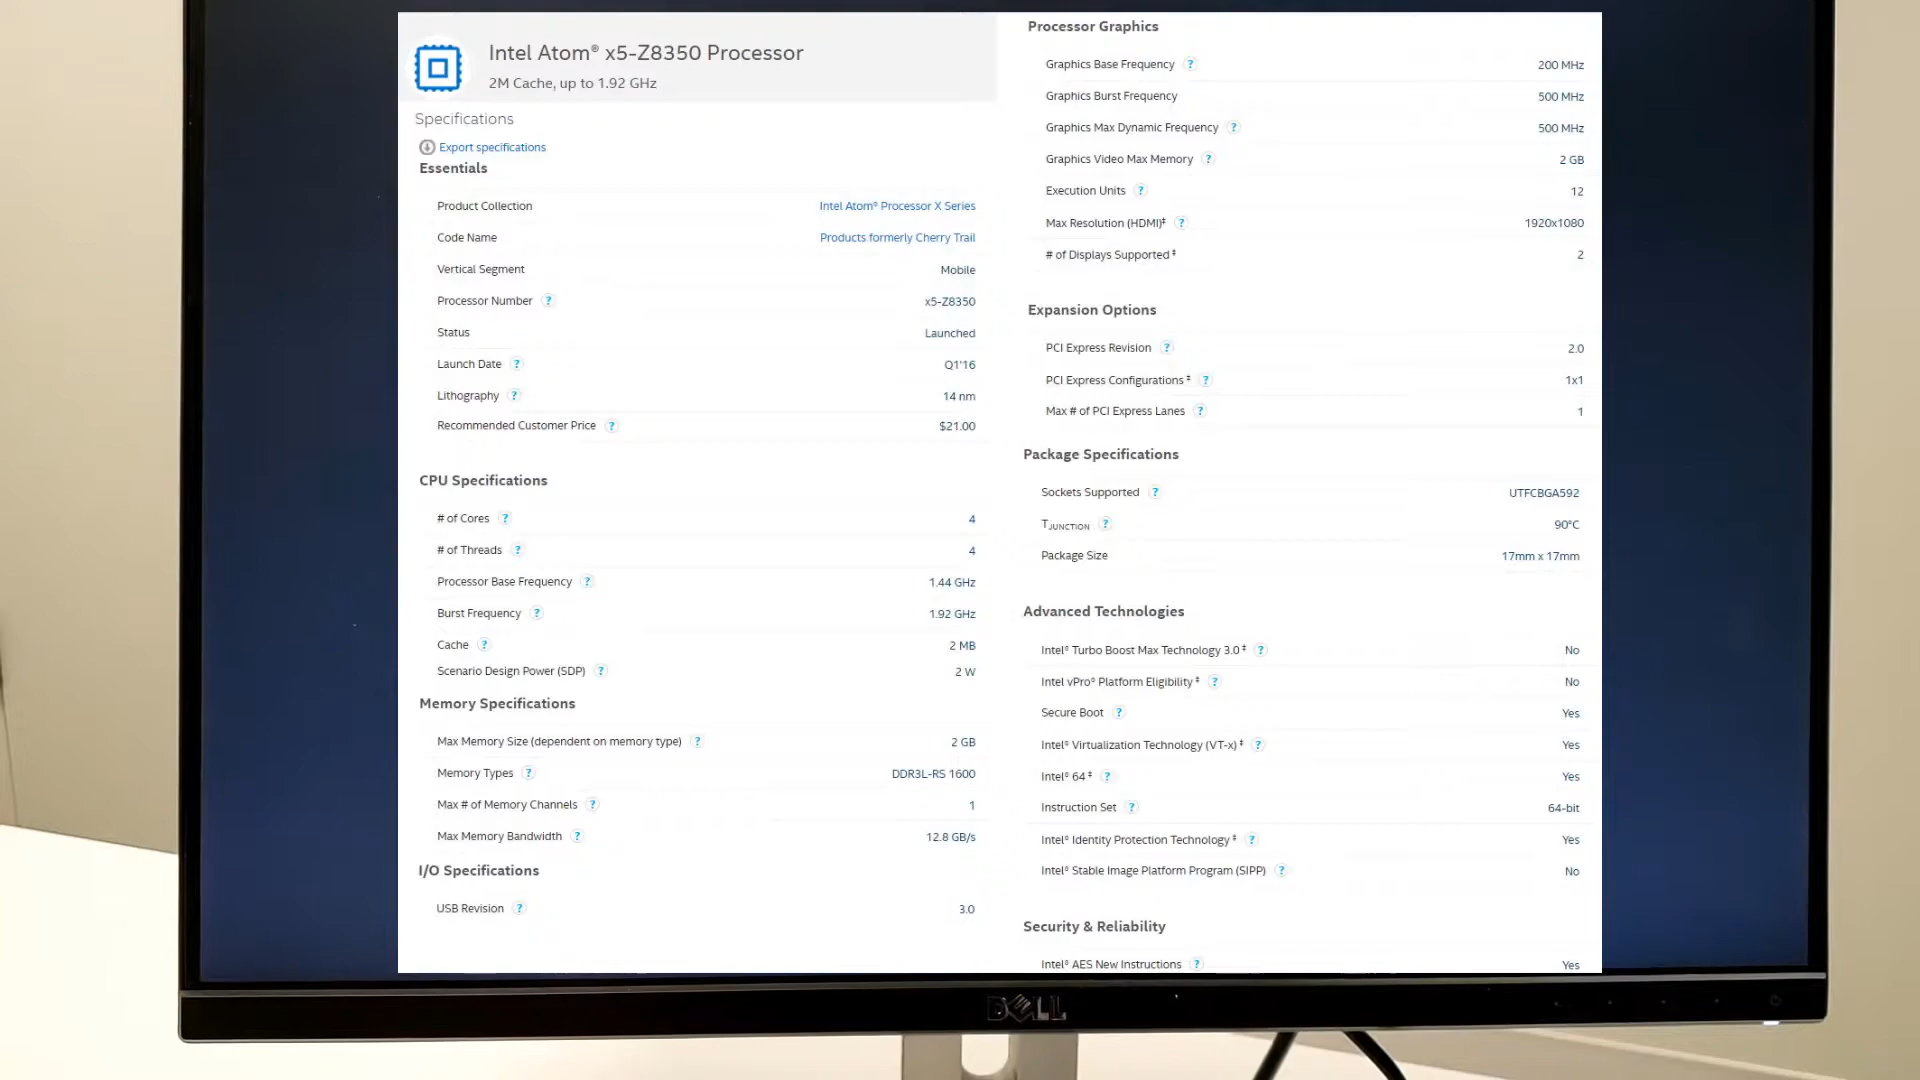 Intel Atom® x5-Z8350 Processor
2M Cache, up to 1.92 GHz
Specifications
Export specifications
Essentials
Product Collection Intel Atom® Processor X Series
Code Name Products formerly Cherry Trail
Vertical Segment Mobile
Processor Number ? x5-Z8350
Status Launched
Launch Date ? Q1'16
Lithography ? 14 nm
Recommended Customer Price ? $21.00
CPU Specifications
# of Cores ? 4
# of Threads ? 4
Processor Base Frequency ? 1.44 GHz
Burst Frequency ? 1.92 GHz
Cache ? 2 MB
Scenario Design Power (SDP) ? 2 W
Memory Specifications
Max Memory Size (dependent on memory type) ? 2 GB
Memory Types ? DDR3L-RS 1600
Max # of Memory Channels ? 1
Max Memory Bandwidth ? 12.8 GB/s
I/O Specifications
USB Revision ? 3.0
Processor Graphics
Graphics Base Frequency ? 200 MHz
Graphics Burst Frequency 500 MHz
Graphics Max Dynamic Frequency ? 500 MHz
Graphics Video Max Memory ? 2 GB
Execution Units ? 12
Max Resolution (HDMI)‡ ? 1920x1080
# of Displays Supported ‡ 2
Expansion Options
PCI Express Revision ? 2.0
PCI Express Configurations ‡ ? 1x1
Max # of PCI Express Lanes ? 1
Package Specifications
Sockets Supported ? UTFCBGA592
TJUNCTION ? 90°C
Package Size 17mm x 17mm
Advanced Technologies
Intel® Turbo Boost Max Technology 3.0 ‡ ? No
Intel vPro® Platform Eligibility ‡ ? No
Secure Boot ? Yes
Intel® Virtualization Technology (VT-x) ‡ ? Yes
Intel® 64 ‡ ? Yes
Instruction Set ? 64-bit
Intel® Identity Protection Technology ‡ ? Yes
Intel® Stable Image Platform Program (SIPP) ? No
Security & Reliability
Intel® AES New Instructions ? Yes
DELL